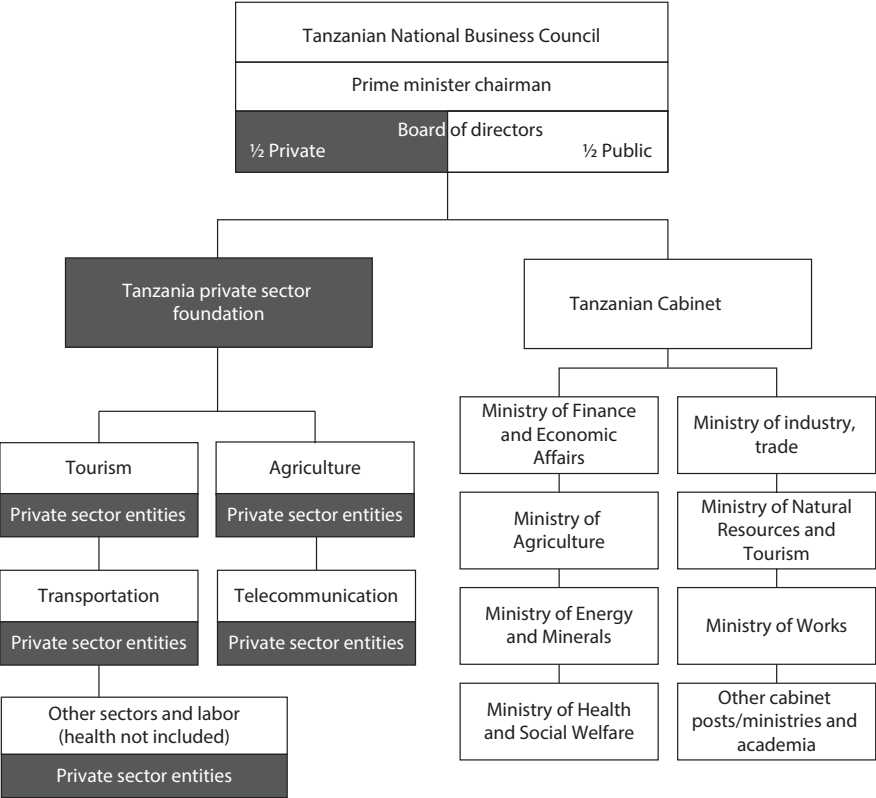 Tanzanian National Business Council
Prime minister chairman
Board of directors
½ Private
½ Public
Tanzania private sector
foundation
Tanzanian Cabinet
Tourism
Private sector entities
Agriculture
Private sector entities
Transportation
Private sector entities
Telecommunication
Private sector entities
Other sectors and labor
(health not included)
Private sector entities
Ministry of Finance
and Economic
Affairs
Ministry of industry,
trade
Ministry of
Agriculture
Ministry of Natural
Resources and
Tourism
Ministry of Energy
and Minerals
Ministry of Works
Ministry of Health
and Social Welfare
Other cabinet
posts/ministries and
academia